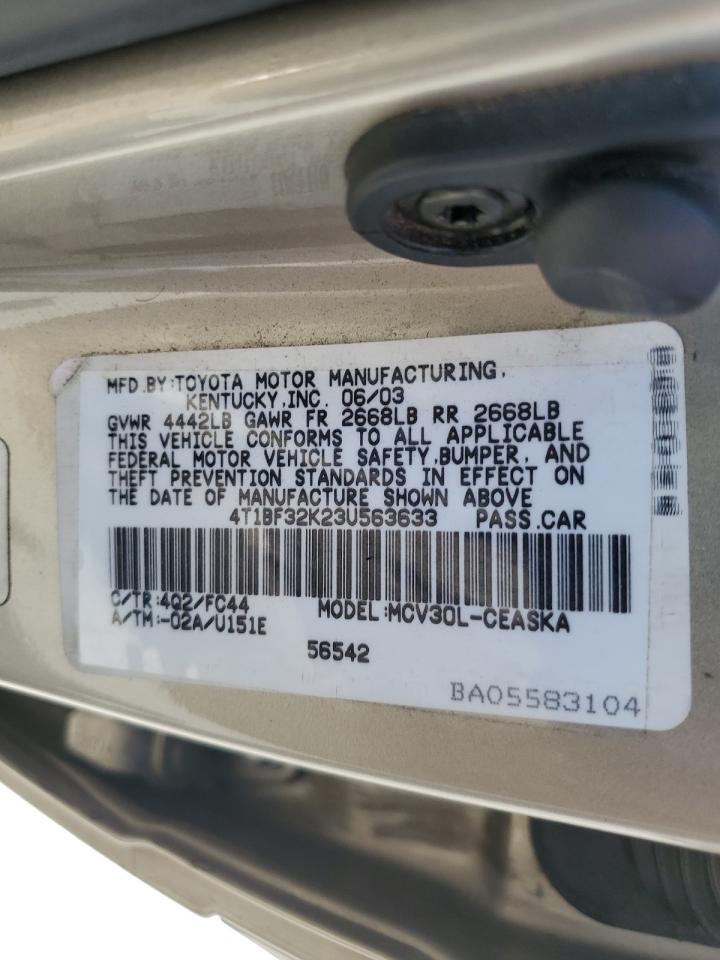 MFD.BY:TOYOTA MOTOR MANUFACTURING,
KENTUCKY,INC. 06/03
GVWR 4442LB GAWR FR 2668LB RR 2668LB
THIS VEHICLE CONFORMS TO ALL APPLICABLE
FEDERAL MOTOR VEHICLE SAFETY,BUMPER, AND
THEFT PREVENTION STANDARDS IN EFFECT ON
THE DATE OF MANUFACTURE SHOWN ABOVE
4T1BF32K23U563633 PASS.CAR
C/TR:4Q2/FC44 MODEL:MCV30L-CEASKA
A/TM:-02A/U151E
56542
BA05583104